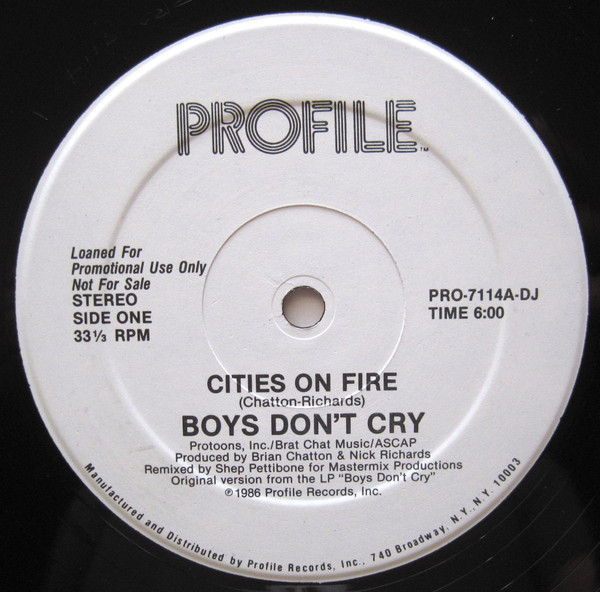 PROFILE™
Loaned For
Promotional Use Only
Not For Sale
STEREO
SIDE ONE
33⅓ RPM
PRO-7114A-DJ
TIME 6:00
CITIES ON FIRE
(Chatton-Richards)
BOYS DON'T CRY
Protoons, Inc./Brat Chat Music/ASCAP
Produced by Brian Chatton & Nick Richards
Remixed by Shep Pettibone for Mastermix Productions
Original version from the LP "Boys Don't Cry"
℗1986 Profile Records, Inc.
Manufactured and Distributed by Profile Records, Inc., 740 Broadway, N.Y., N.Y. 10003